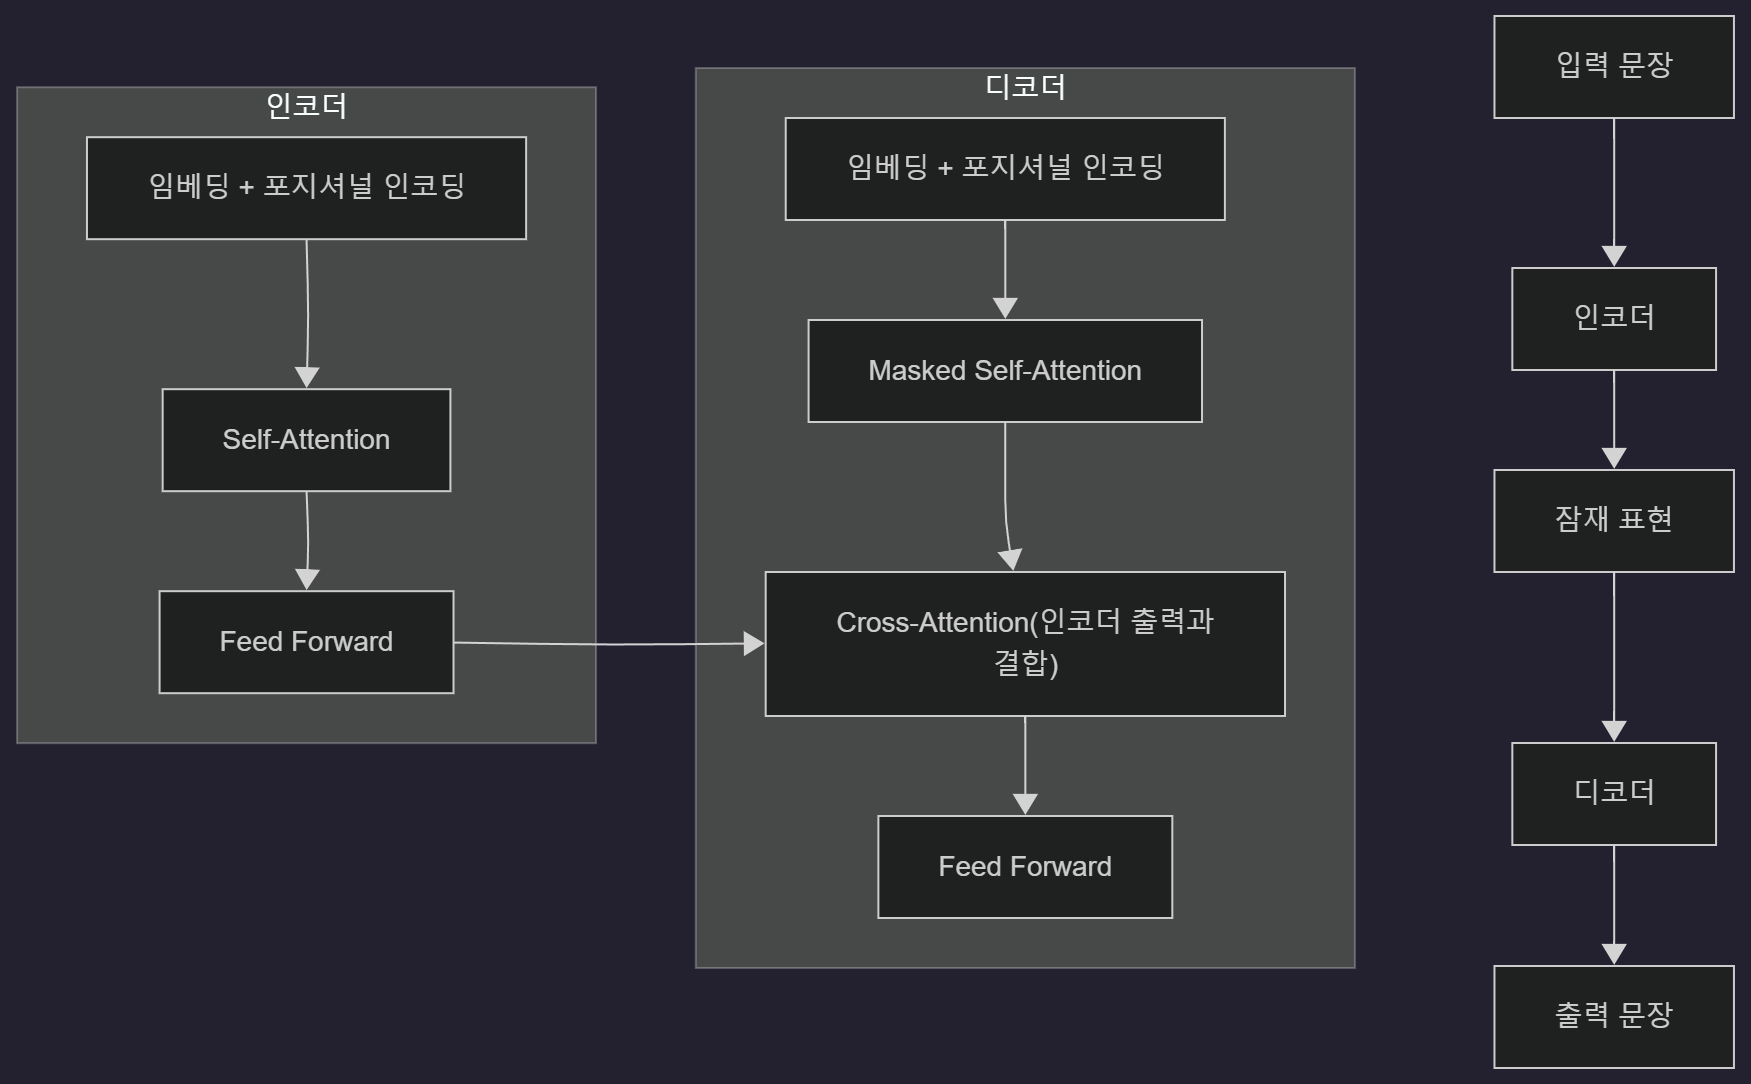 인코더
임베딩 + 포지셔널 인코딩
Self-Attention
Feed Forward
디코더
임베딩 + 포지셔널 인코딩
Masked Self-Attention
Cross-Attention(인코더 출력과
결합)
Feed Forward
입력 문장
인코더
잠재 표현
디코더
출력 문장